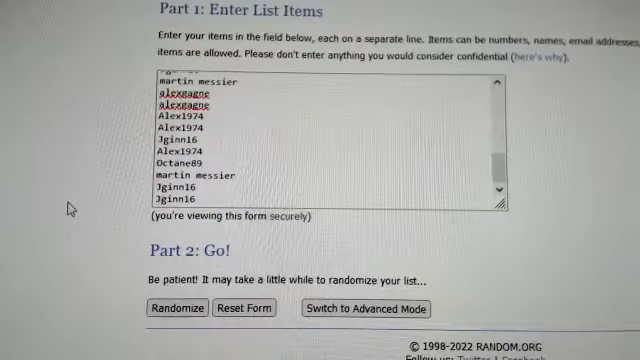 Part 1: Enter List Items
Enter your items in the field below, each on a separate line. Items can be numbers, names, email addresses,
items are allowed. Please don't enter anything you would consider confidential (here's why).
martin messier
alexgagne
alexgagne
Alex1974
Alex1974
Jginn16
Alex1974
Octane89
martin messier
Jginn16
Jginn16
(you're viewing this form securely)
Part 2: Go!
Be patient! It may take a little while to randomize your list...
Randomize Reset Form Switch to Advanced Mode
© 1998-2022 RANDOM.ORG
Follow us: Twitter | Facebook